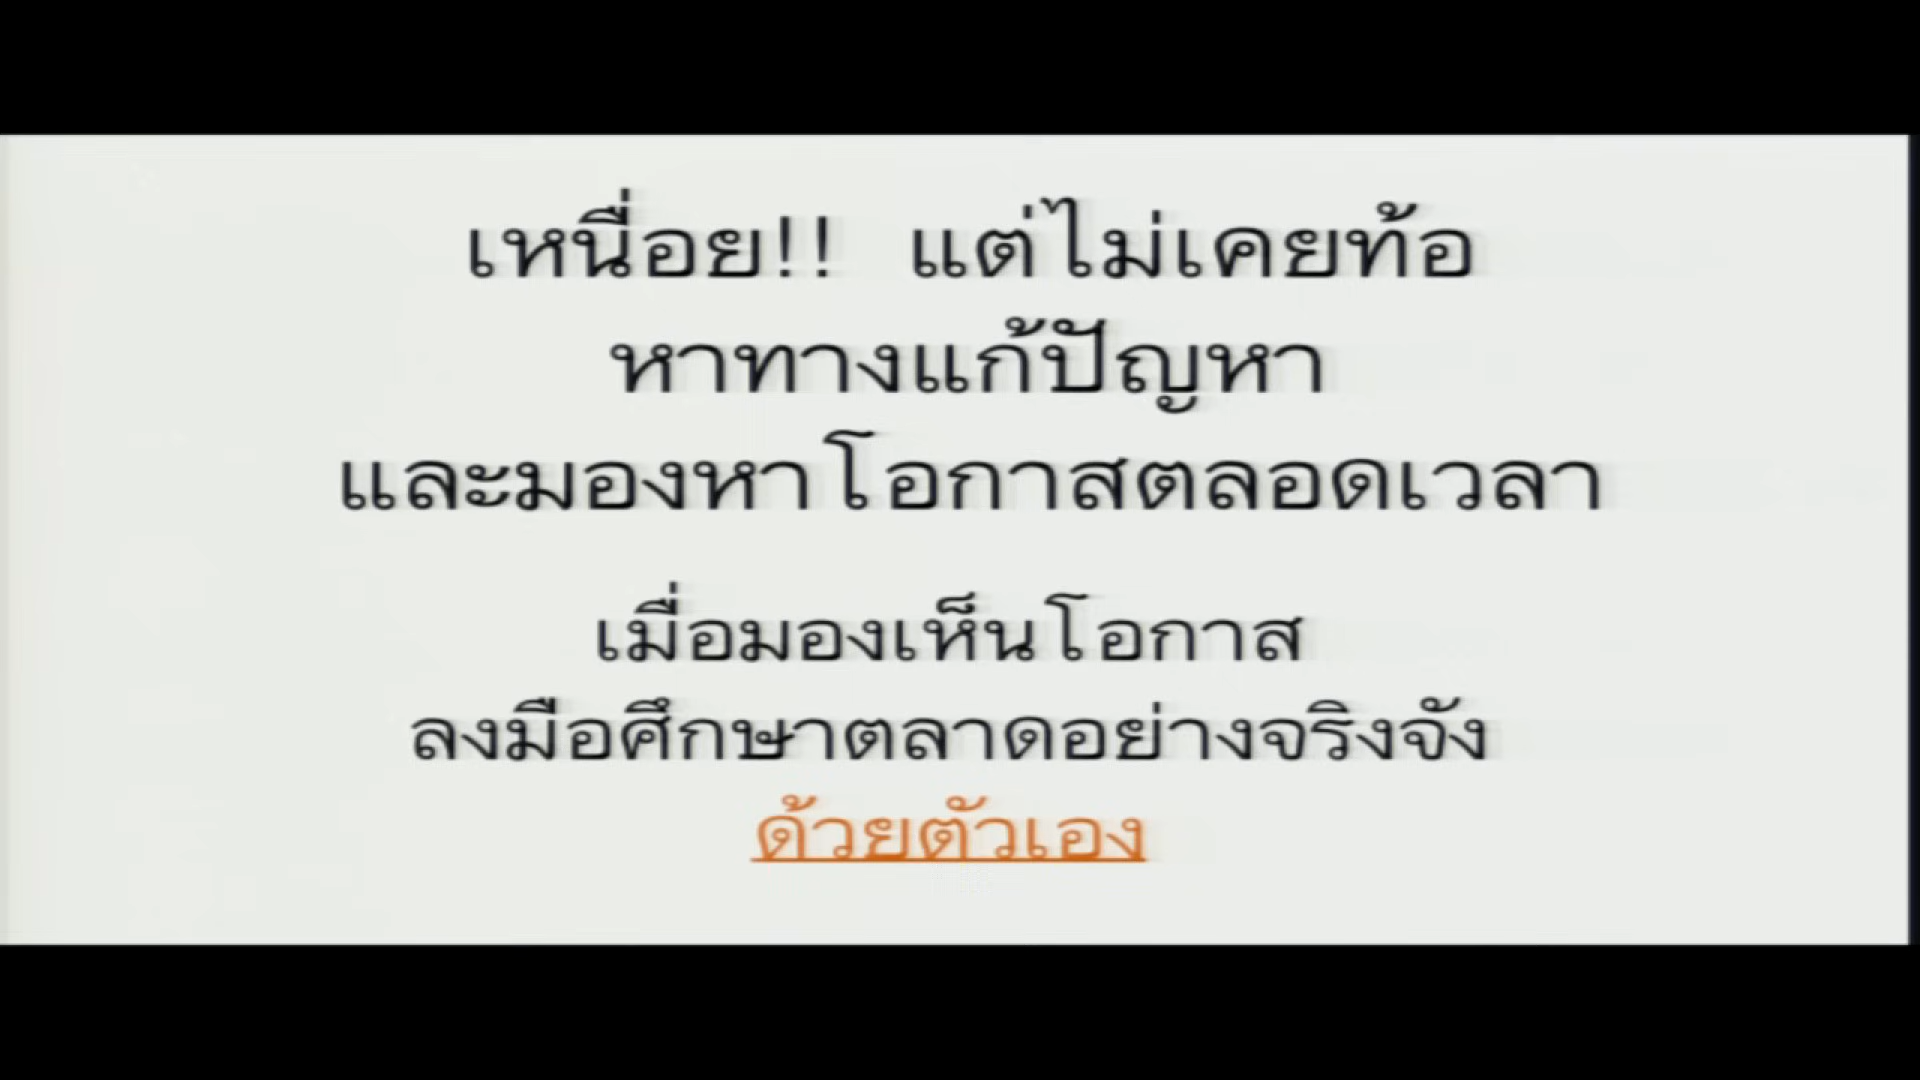 เหนื่อย!! แต่ไม่เคยท้อ
หาทางแก้ปัญหา
และมองหาโอกาสตลอดเวลา
เมื่อมองเห็นโอกาส
ลงมือศึกษาตลาดอย่างจริงจัง
ด้วยตัวเอง